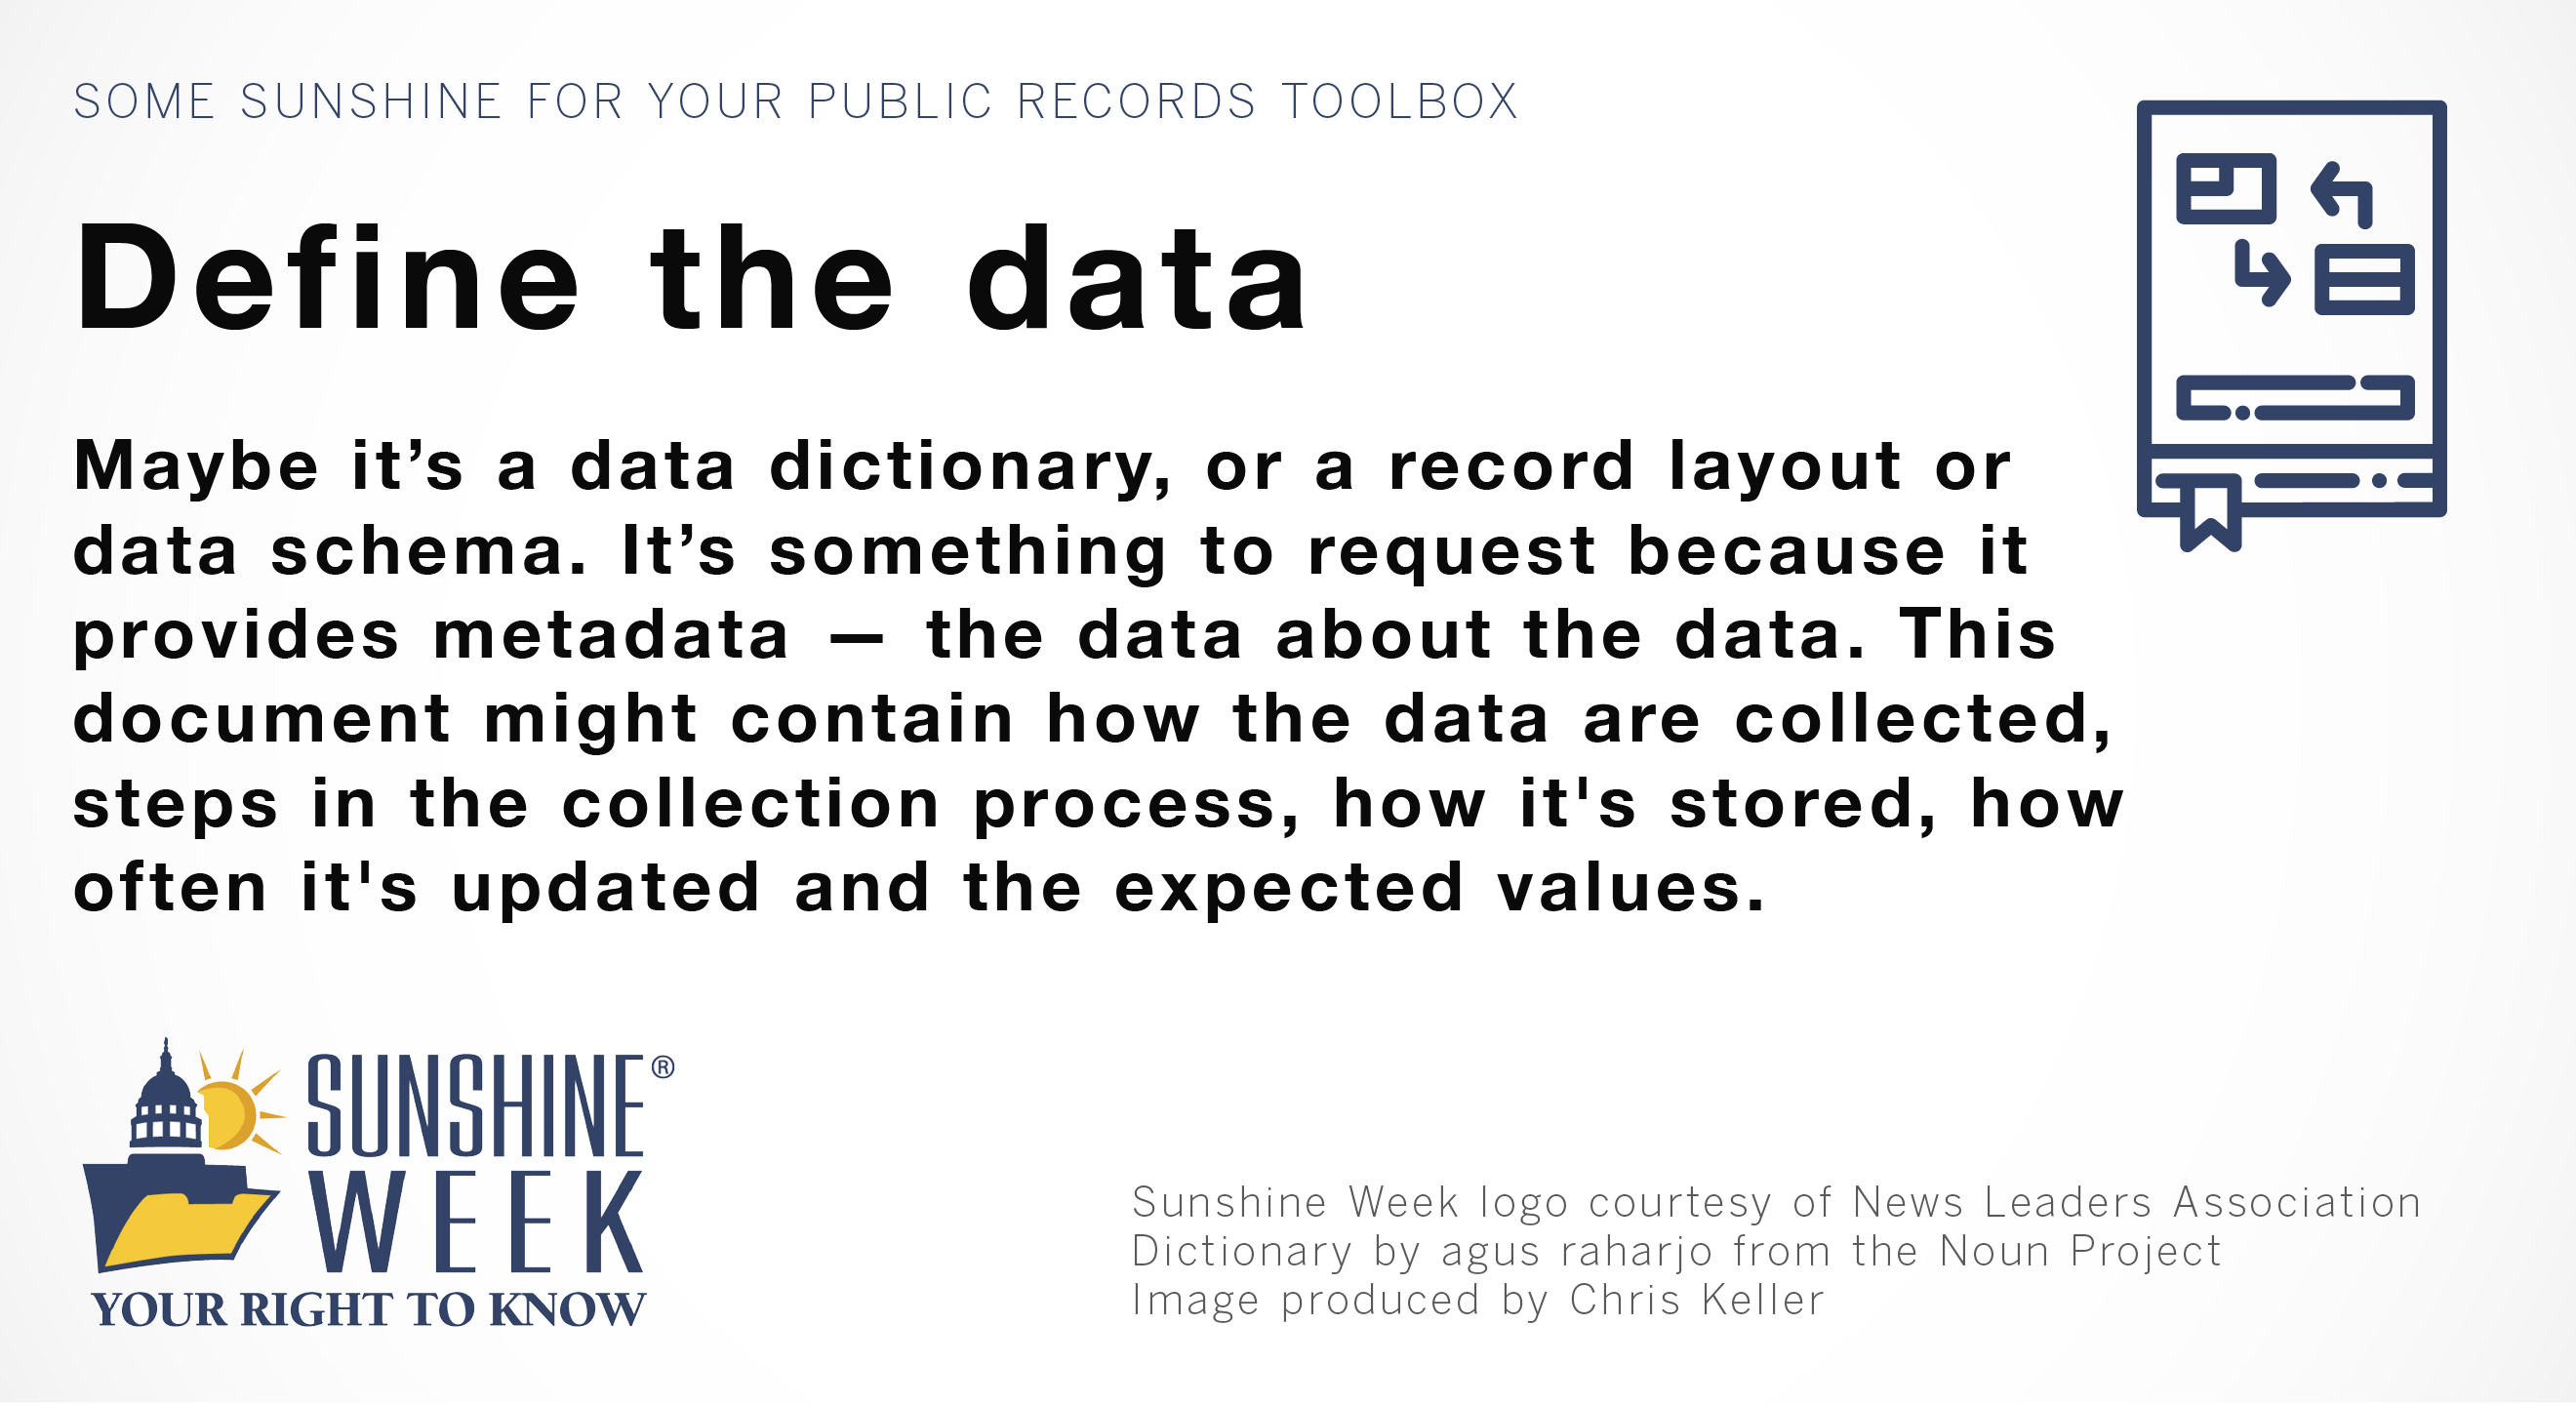 SOME SUNSHINE FOR YOUR PUBLIC RECORDS TOOLBOX
Define the data
Maybe it’s a data dictionary, or a record layout or
data schema. It’s something to request because it
provides metadata — the data about the data. This
document might contain how the data are collected,
steps in the collection process, how it's stored, how
often it's updated and the expected values.
SUNSHINE®
WEEK
YOUR RIGHT TO KNOW
Sunshine Week logo courtesy of News Leaders Association
Dictionary by agus raharjo from the Noun Project
Image produced by Chris Keller